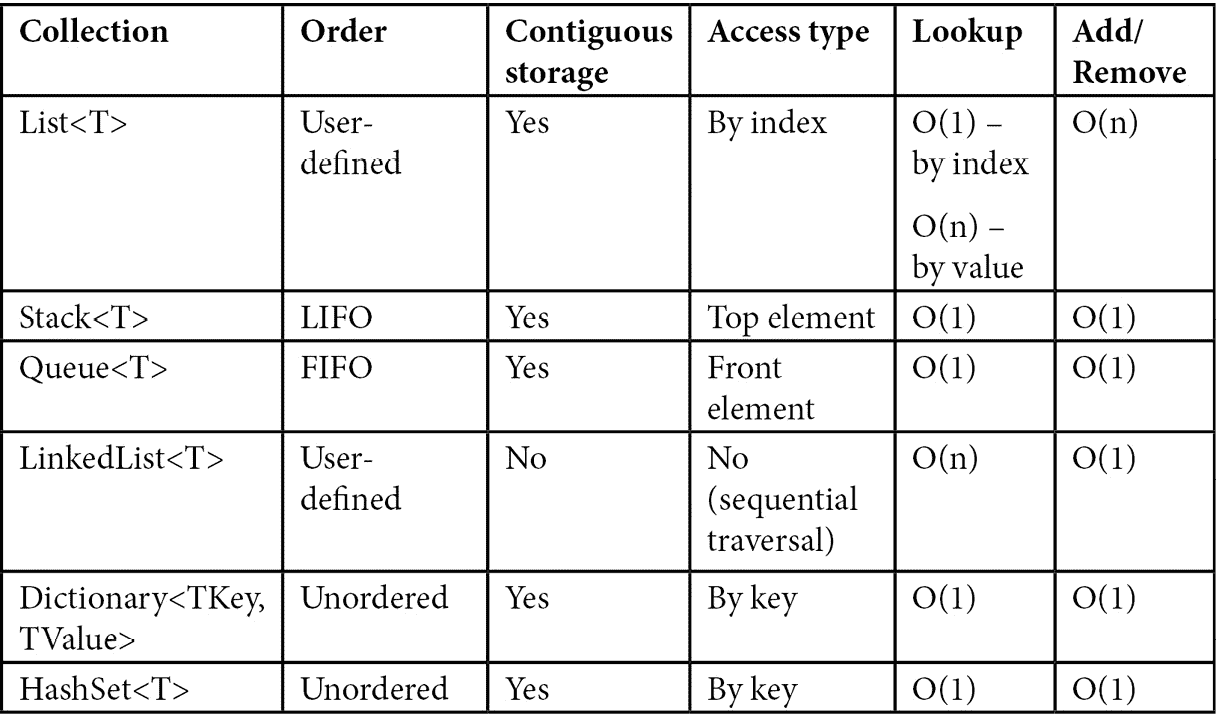 Collection Order Contiguous Access type Lookup Add/
storage Remove
List<T> User- Yes By index O(1) – O(n)
defined by index
O(n) –
by value
Stack<T> LIFO Yes Top element O(1) O(1)
Queue<T> FIFO Yes Front O(1) O(1)
element
LinkedList<T> User- No No O(n) O(1)
defined (sequential
traversal)
Dictionary<TKey, Unordered Yes By key O(1) O(1)
TValue>
HashSet<T> Unordered Yes By key O(1) O(1)